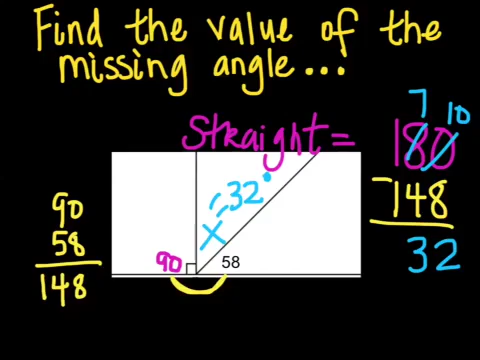 Find the value of the
missing angle...
7 10
Straight = 180
-148
32
X = 32°
90
58
148
90
58